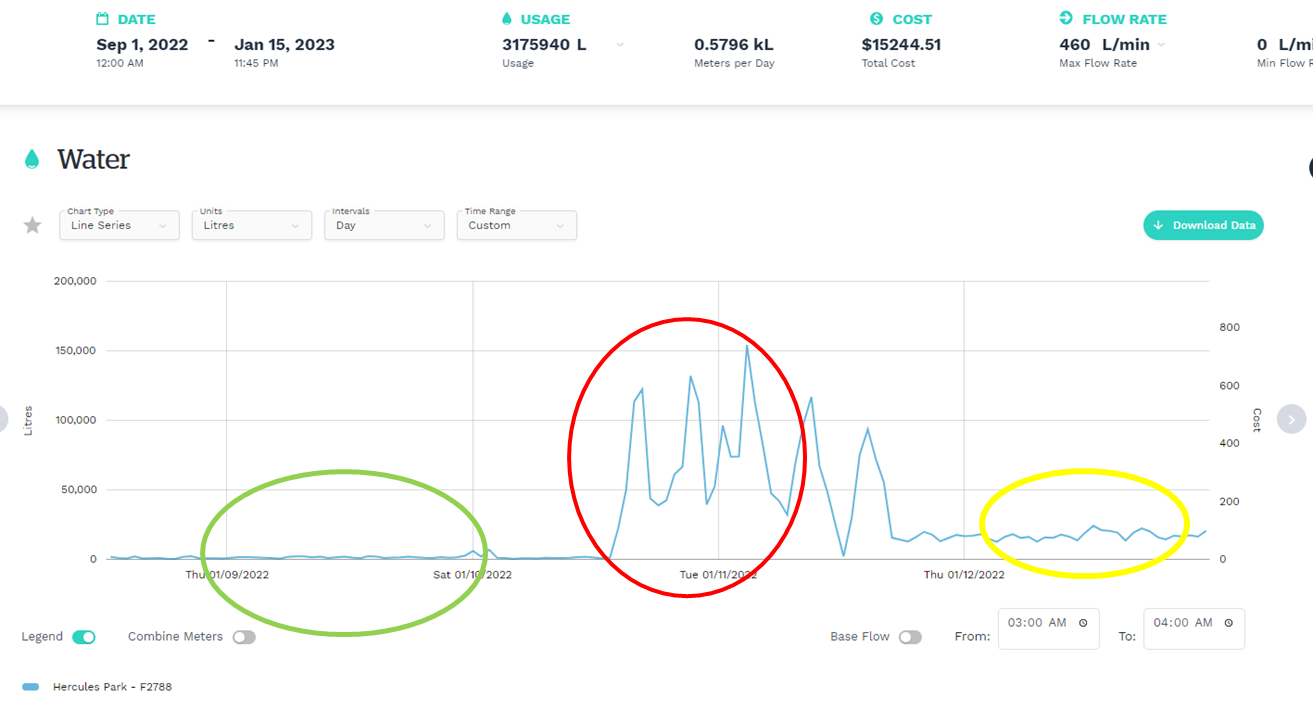 DATE USAGE COST FLOW RATE
Sep 1, 2022 - Jan 15, 2023 3175940 L 0.5796 kL $15244.51 460 L/min 0 L/mi
12:00 AM 11:45 PM Usage Meters per Day Total Cost Max Flow Rate Min Flow R
Water
Chart Type Units Intervals Time Range
Line Series Litres Day Custom Download Data
200,000
800
150,000
600
100,000
Litres Cost
400
50,000
200
0 0
Thu 01/09/2022 Sat 01/10/2022 Tue 01/11/2022 Thu 01/12/2022
Legend Combine Meters Base Flow From: 03:00 AM To: 04:00 AM
Hercules Park - F2788